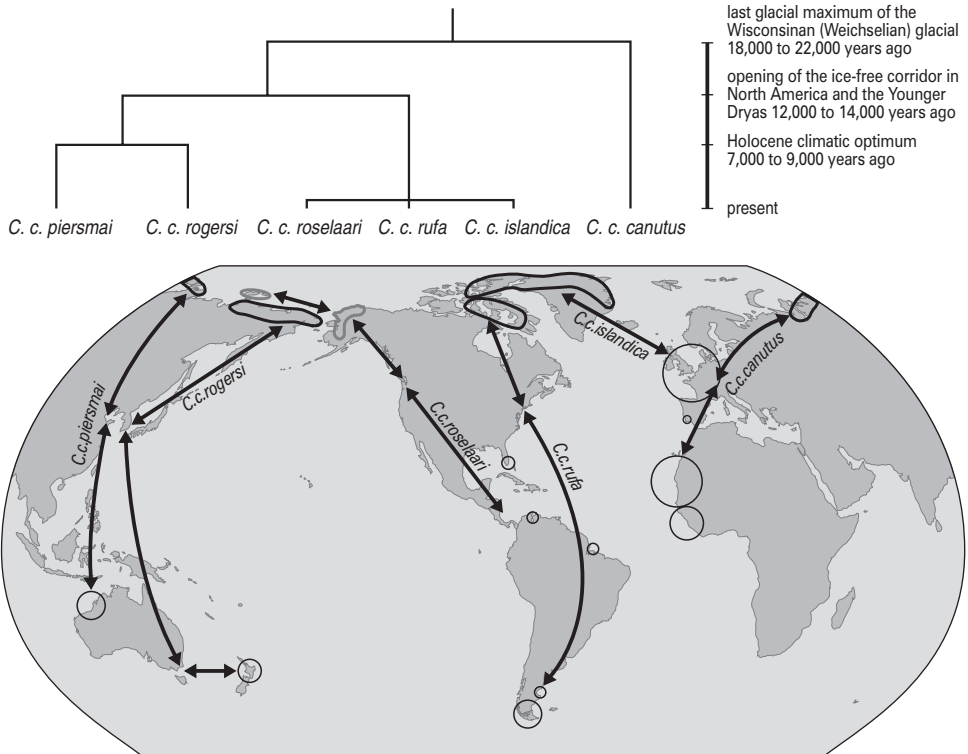 last glacial maximum of the
Wisconsinan (Weichselian) glacial
18,000 to 22,000 years ago
opening of the ice-free corridor in
North America and the Younger
Dryas 12,000 to 14,000 years ago
Holocene climatic optimum
7,000 to 9,000 years ago
present
C. c. piersmai
C. c. rogersi
C. c. roselaari
C. c. rufa
C. c. islandica
C. c. canutus
C.c.piersmai
C.c.rogersi
C.c.roselaari
C.c.rufa
C.c.islandica
C.c.canutus